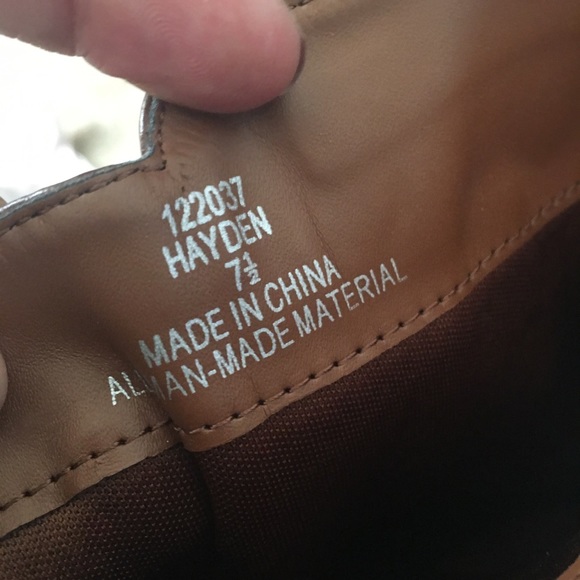 122037
HAYDEN
7½
MADE IN CHINA
ALL MAN-MADE MATERIAL